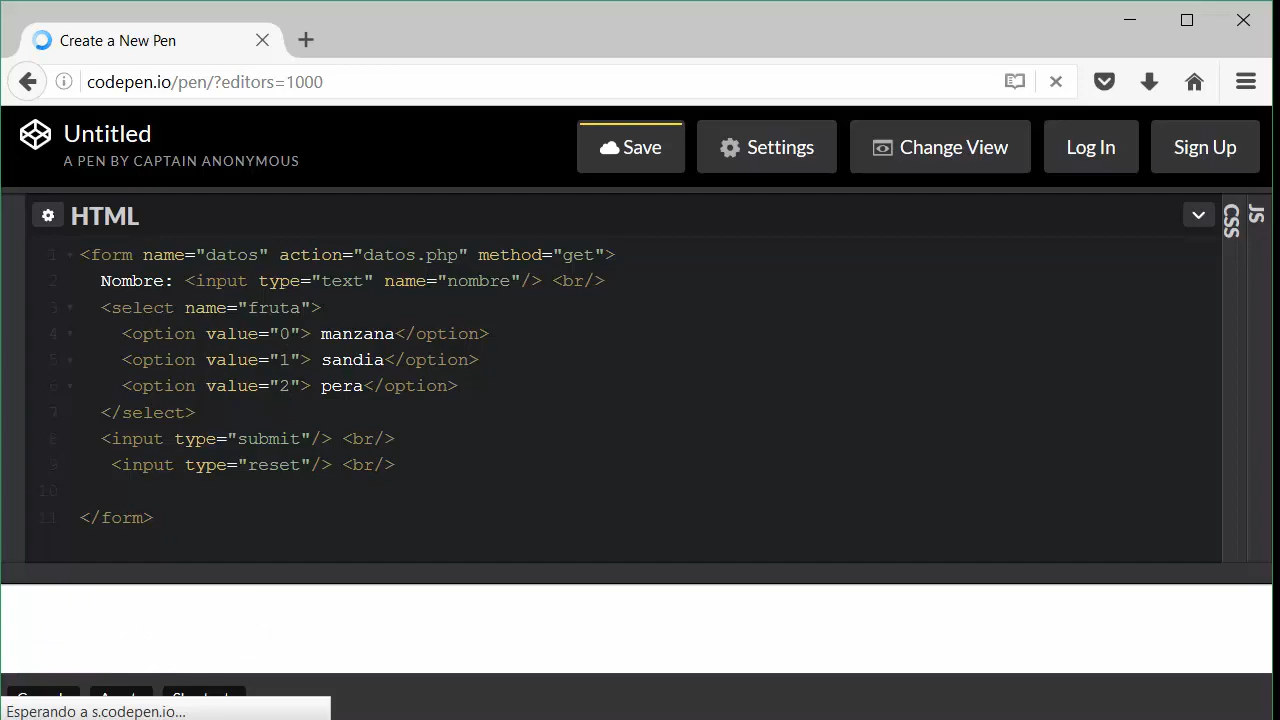 Create a New Pen
codepen.io/pen/?editors=1000
Untitled
A PEN BY CAPTAIN ANONYMOUS
Save
Settings
Change View
Log In
Sign Up
HTML
CSS
JS
1 <form name="datos" action="datos.php" method="get">
2 Nombre: <input type="text" name="nombre"/> <br/>
3 <select name="fruta">
4 <option value="0"> manzana</option>
5 <option value="1"> sandia</option>
6 <option value="2"> pera</option>
7 </select>
8 <input type="submit"/> <br/>
9 <input type="reset"/> <br/>
10
11 </form>
Esperando a s.codepen.io...